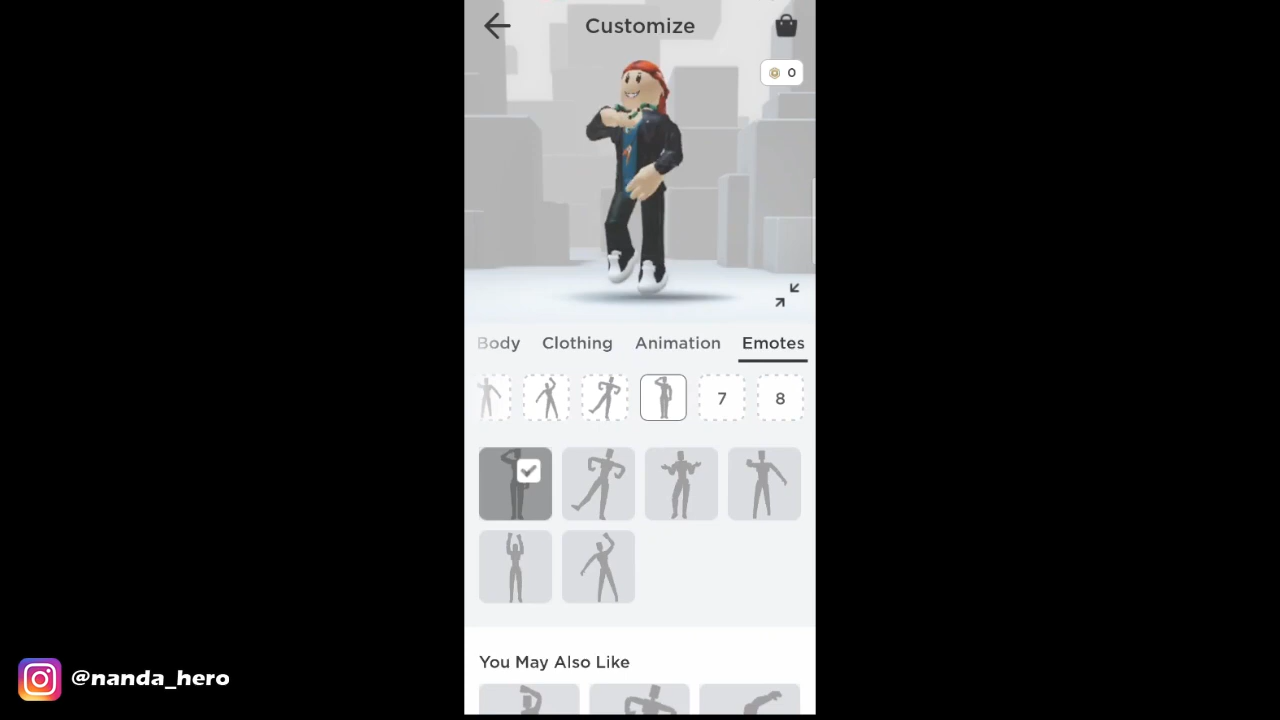 Customize
0
Body Clothing Animation Emotes
7 8
You May Also Like
@nanda_hero